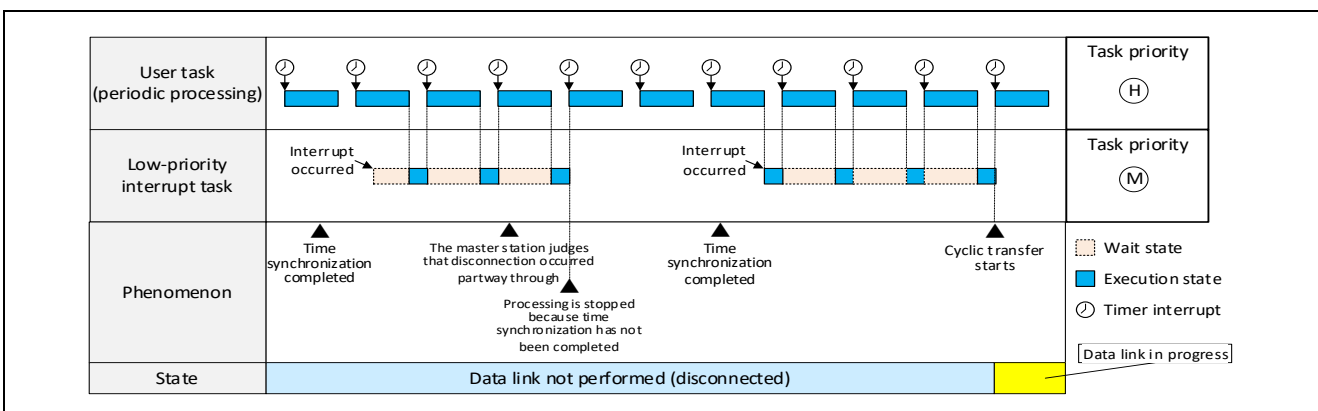 User task
(periodic processing)
Task priority
H
Low-priority
interrupt task
Interrupt
occurred
Interrupt
occurred
Task priority
M
Phenomenon
Time
synchronization
completed
The master station judges
that disconnection occurred
partway through
Processing is stopped
because time
synchronization has not
been completed
Time
synchronization
completed
Cyclic transfer
starts
Wait state
Execution state
Timer interrupt
State
Data link not performed (disconnected)
Data link in progress